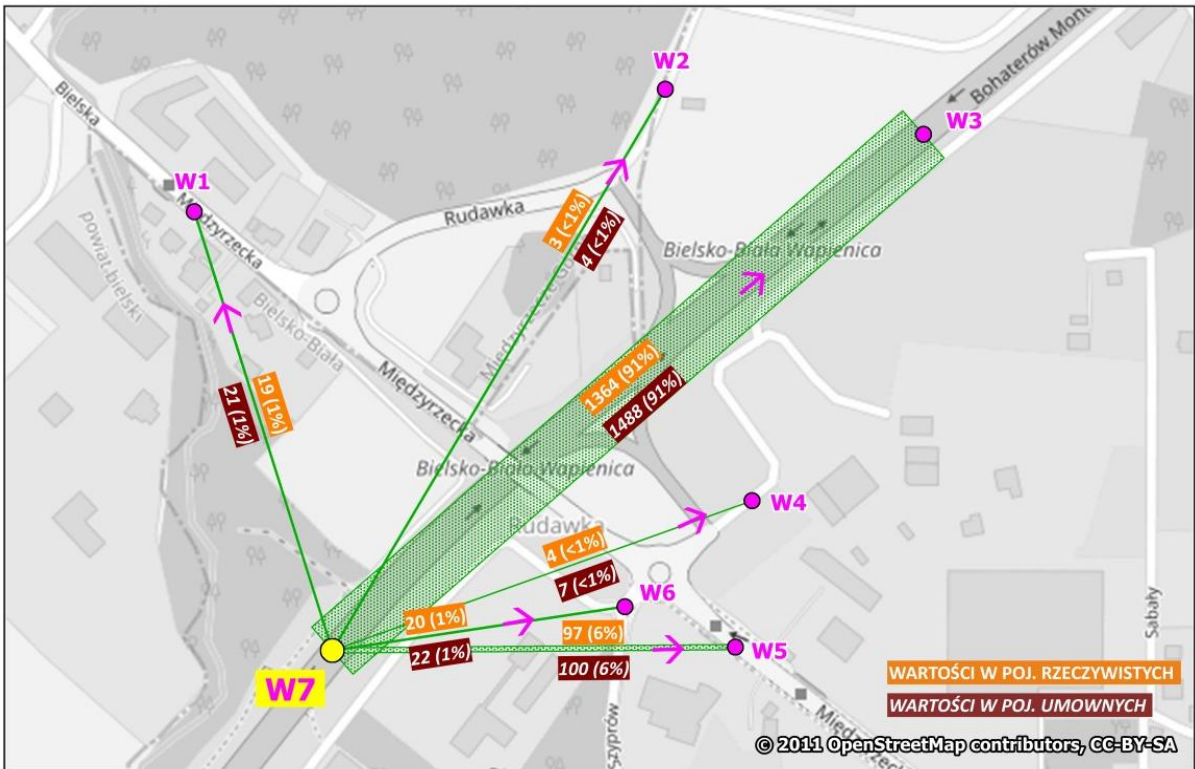 W2
Bohaterów Mont
W3
Bielska
W1
Międzyrzecka
Rudawka
powiat bielski
Bielsko-Biała
3 (<1%)
4 (<1%)
Bielsko-Biała Wapienica
19 (1%)
21 (1%)
Międzyrzecka
1364 (91%)
1488 (91%)
Bielsko-Biała Wapienica
Rudawka
W4
4 (<1%)
7 (<1%)
W6
20 (1%)
22 (1%)
97 (6%)
100 (6%)
W5
W7
Sabały
Szyprów
Międzyrzec
WARTOŚCI W POJ. RZECZYWISTYCH
WARTOŚCI W POJ. UMOWNYCH
© 2011 OpenStreetMap contributors, CC-BY-SA